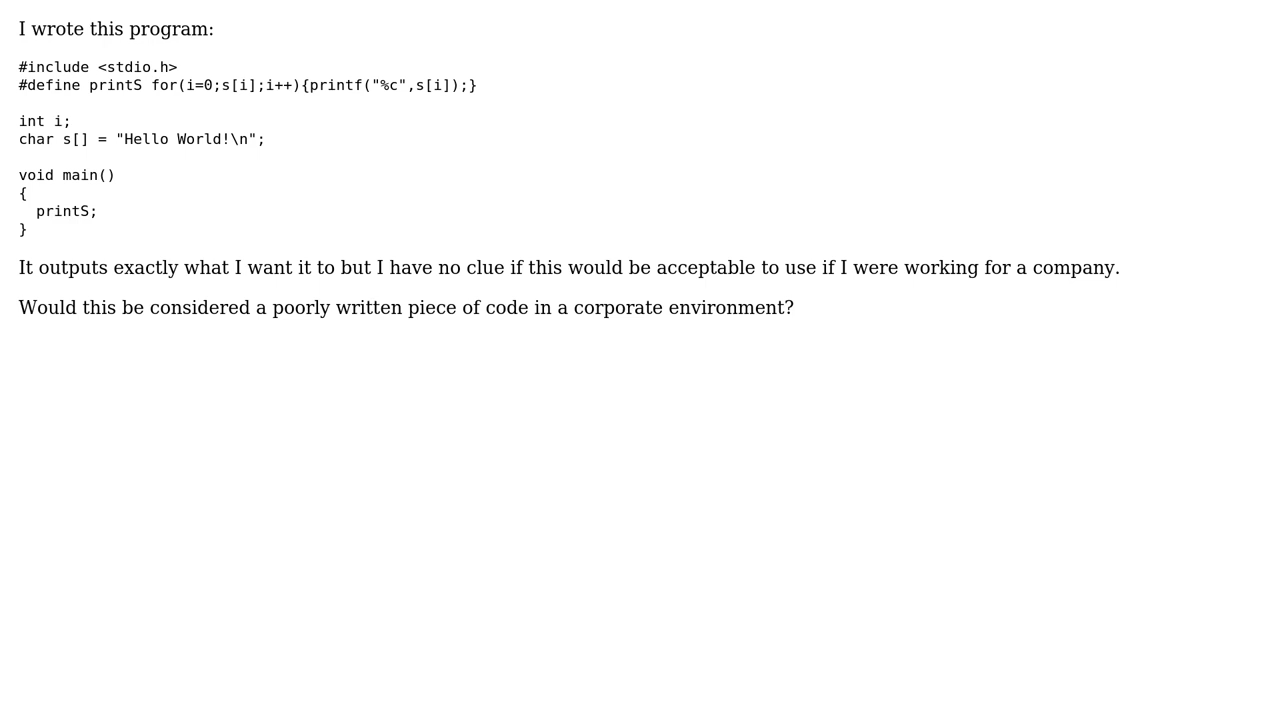 I wrote this program:
#include <stdio.h>
#define printS for(i=0;s[i];i++){printf("%c",s[i]);}
int i;
char s[] = "Hello World!\n";
void main()
{
  printS;
}
It outputs exactly what I want it to but I have no clue if this would be acceptable to use if I were working for a company.
Would this be considered a poorly written piece of code in a corporate environment?